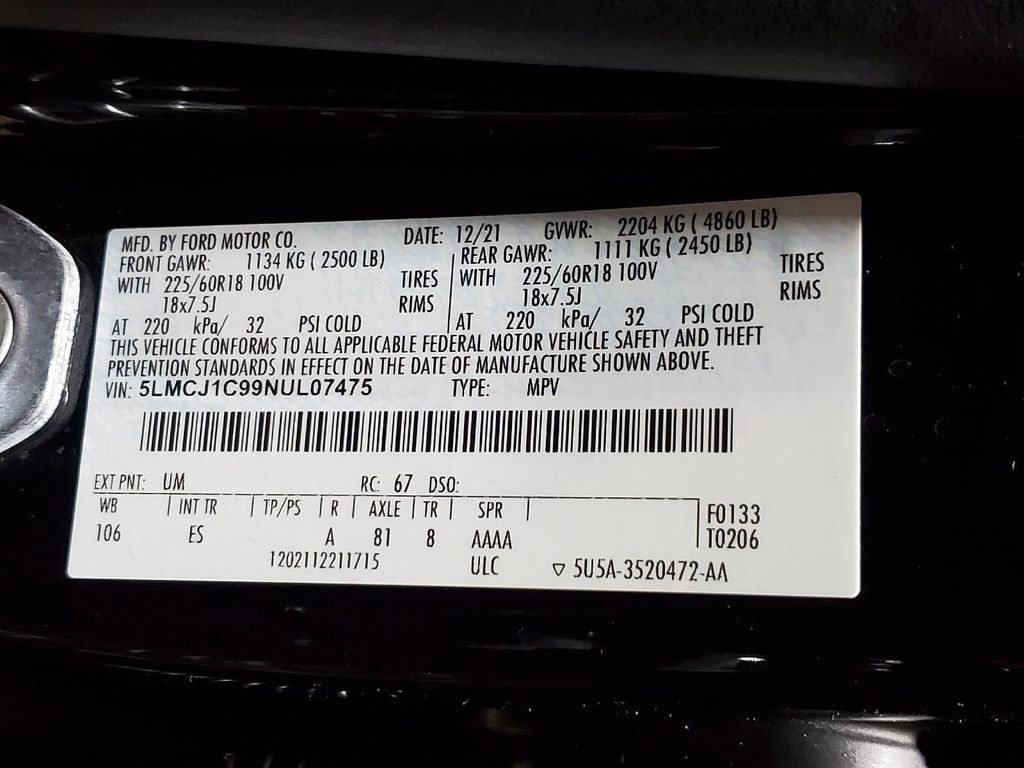 MFD. BY FORD MOTOR CO. DATE: 12/21 GVWR: 2204 KG ( 4860 LB)
FRONT GAWR: 1134 KG ( 2500 LB) REAR GAWR: 1111 KG ( 2450 LB)
WITH 225/60R18 100V TIRES WITH 225/60R18 100V TIRES
18x7.5J RIMS 18x7.5J RIMS
AT 220 kPa/ 32 PSI COLD AT 220 kPa/ 32 PSI COLD
THIS VEHICLE CONFORMS TO ALL APPLICABLE FEDERAL MOTOR VEHICLE SAFETY AND THEFT
PREVENTION STANDARDS IN EFFECT ON THE DATE OF MANUFACTURE SHOWN ABOVE.
VIN: 5LMCJ1C99NUL07475 TYPE: MPV
EXT PNT: UM RC: 67 DSO:
WB INT TR TP/PS R AXLE TR SPR F0133
106 ES A 81 8 AAAA T0206
1202112211715 ULC ▽ 5U5A-3520472-AA